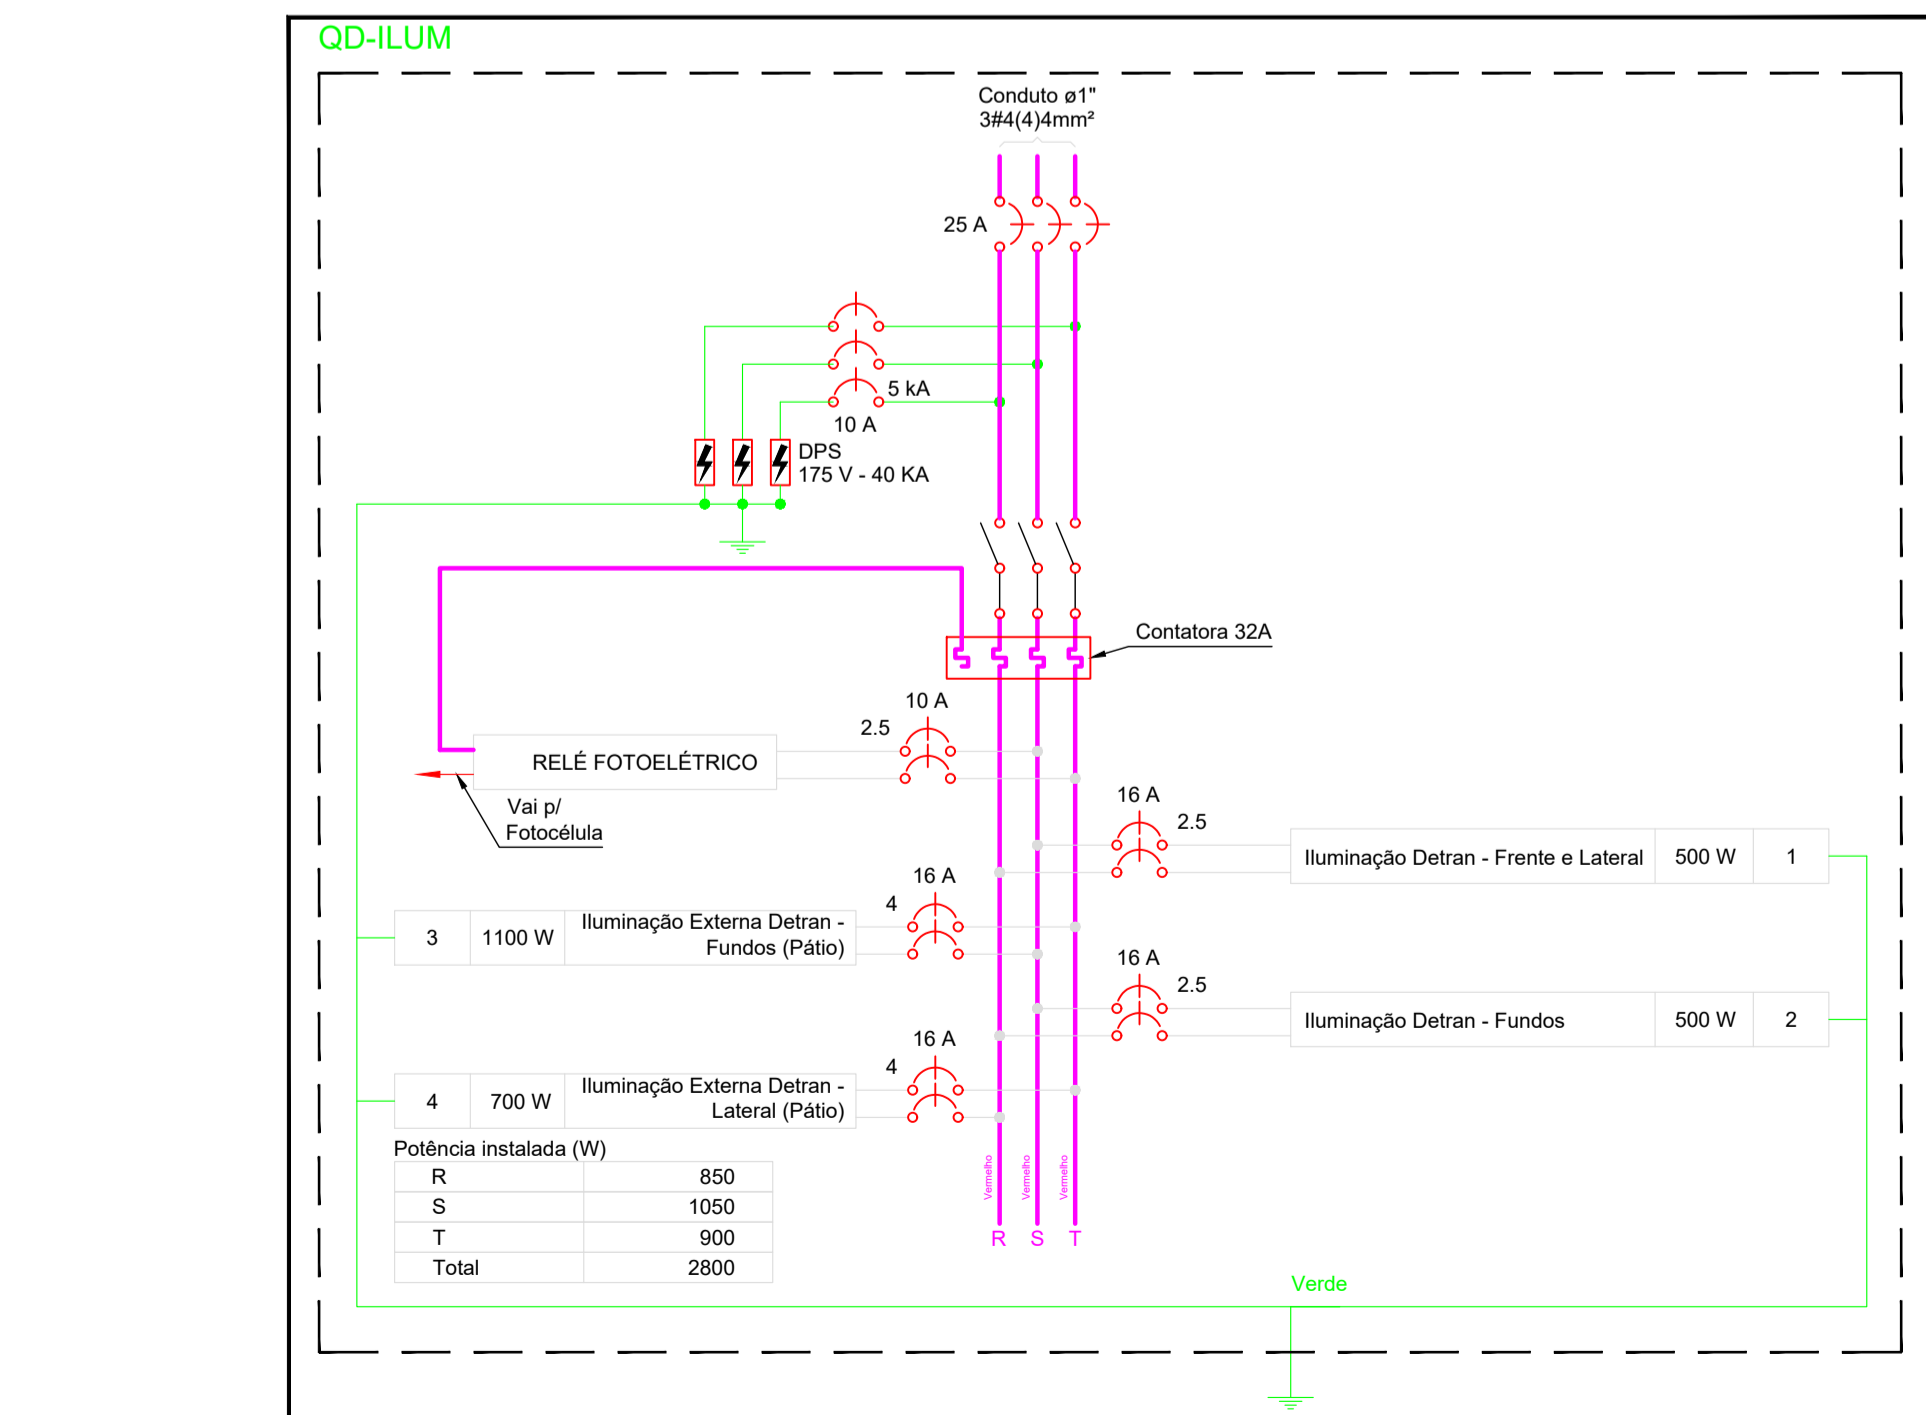 QD-ILUM
Conduto ø1"
3#4(4)4mm²
25 A
5 kA
10 A
DPS
175 V - 40 KA
Contatora 32A
10 A
2.5
RELÉ FOTOELÉTRICO
Vai p/
Fotocélula
16 A
2.5
Iluminação Detran - Frente e Lateral 500 W 1
16 A
4
3 1100 W Iluminação Externa Detran -
Fundos (Pátio)
16 A
2.5
Iluminação Detran - Fundos 500 W 2
16 A
4
4 700 W Iluminação Externa Detran -
Lateral (Pátio)
Potência instalada (W)
R 850
S 1050
T 900
Total 2800
Vermelho
Vermelho
Vermelho
R S T
Verde